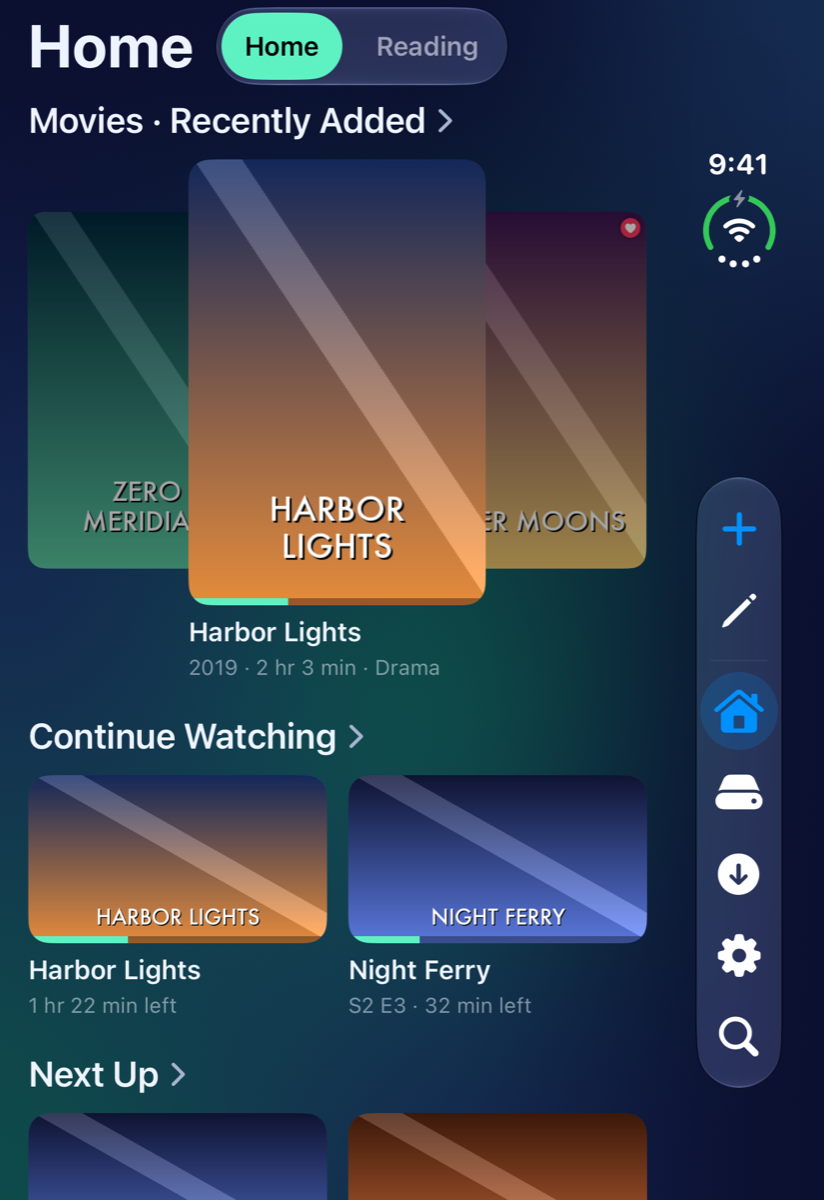 Home
Home
Reading
Movies · Recently Added
9:41
ZERO
HARBOR
MOONS
LIGHTS
Harbor Lights
2019 · 2 hr 3 min · Drama
Continue Watching
HARBOR LIGHTS
NIGHT FERRY
Harbor Lights
Night Ferry
1 hr 22 min left
S2 E3 · 32 min left
Next Up